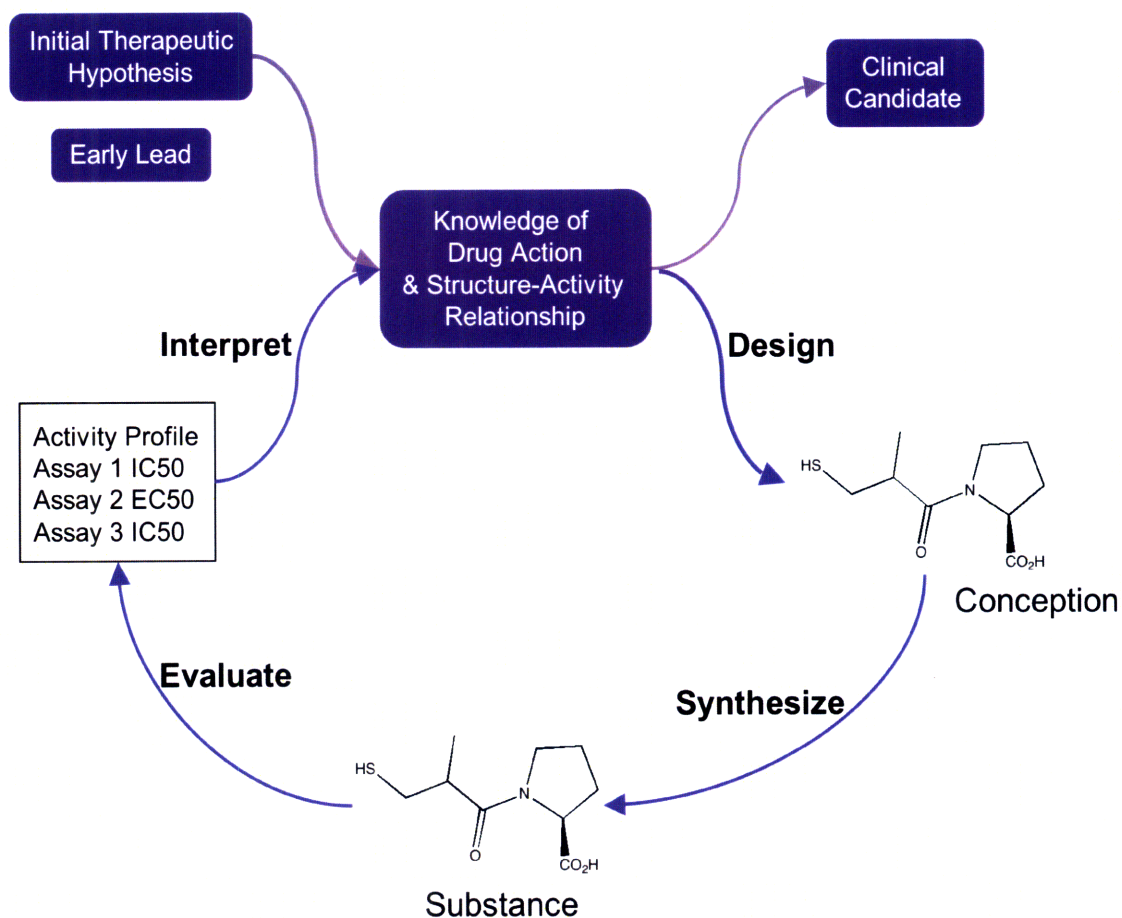 Initial Therapeutic
Hypothesis
Early Lead
Clinical
Candidate
Knowledge of
Drug Action
& Structure-Activity
Relationship
Interpret
Design
Activity Profile
Assay 1 IC50
Assay 2 EC50
Assay 3 IC50
HS
N
O
CO₂H
Conception
Evaluate
Synthesize
HS
N
O
CO₂H
Substance